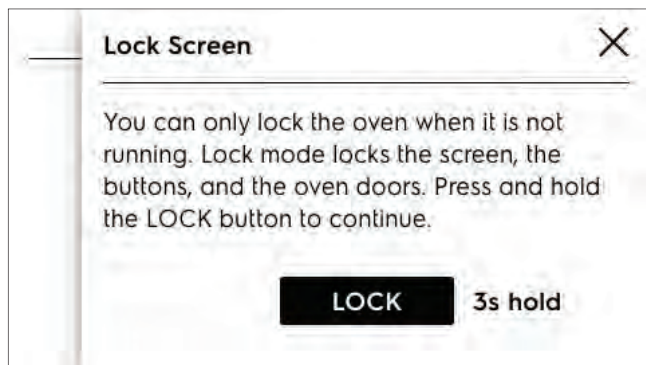 Lock Screen
You can only lock the oven when it is not
running. Lock mode locks the screen, the
buttons, and the oven doors. Press and hold
the LOCK button to continue.
LOCK 3s hold